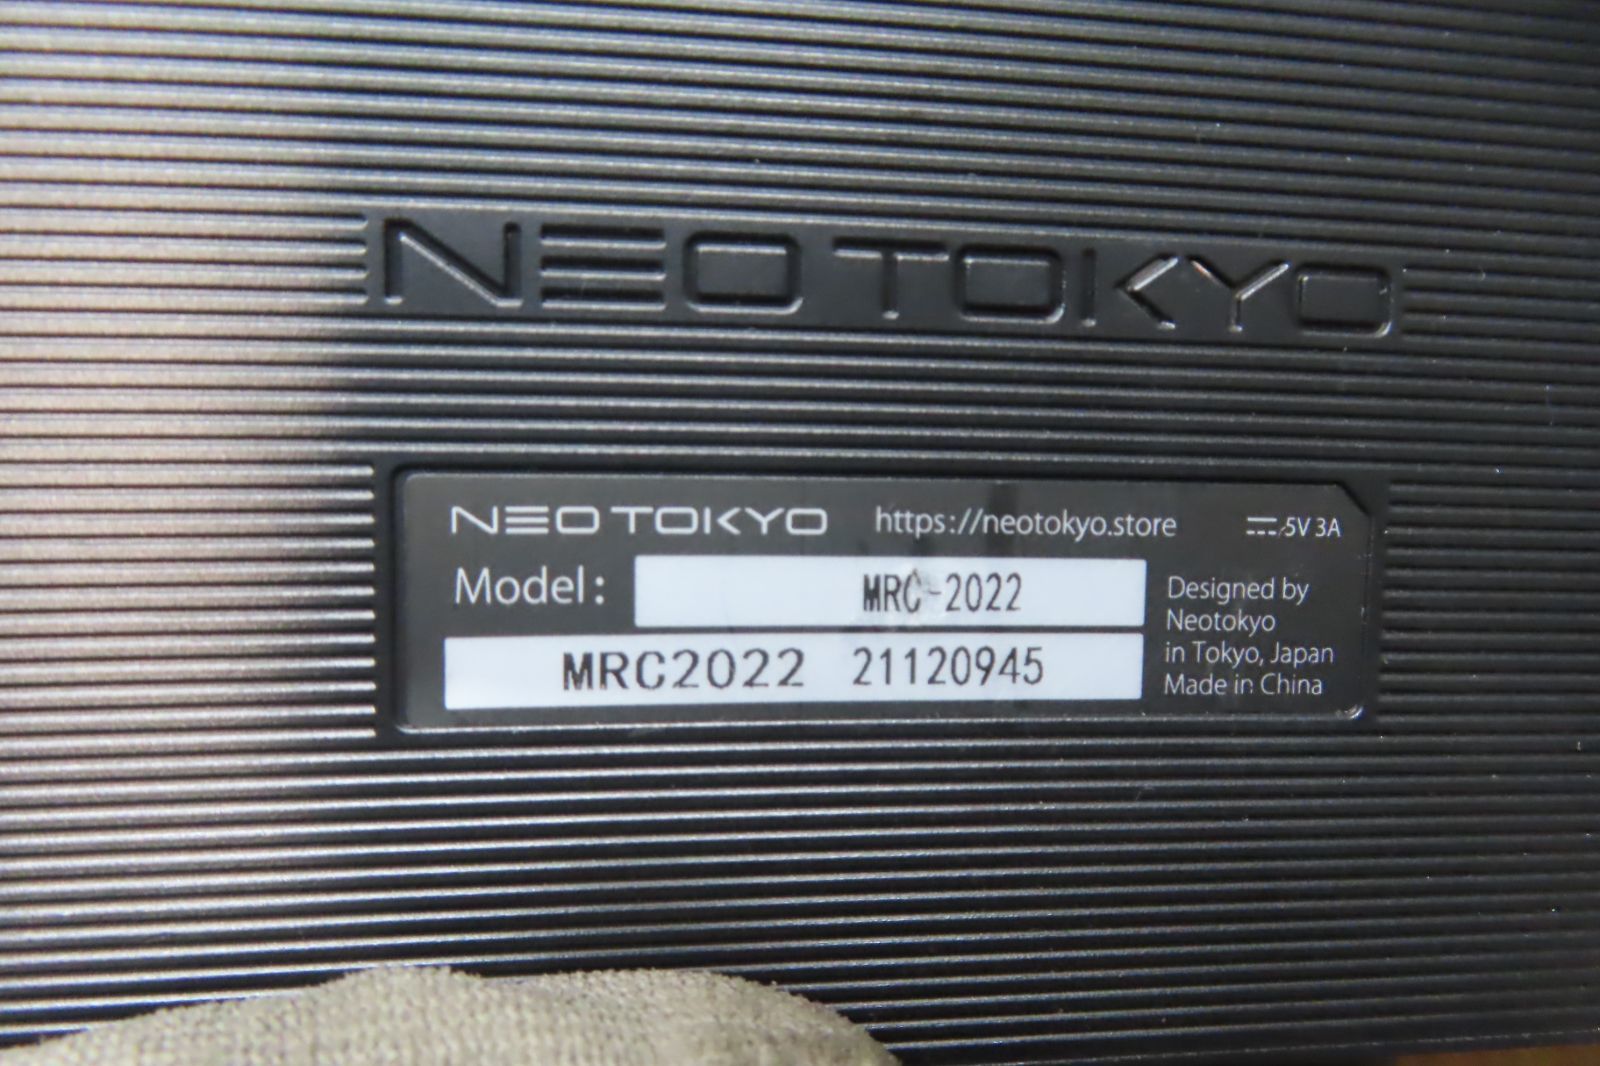 NEO TOKYO
NEO TOKYO https://neotokyo.store 5V 3A
Model: MRC-2022
MRC2022 21120945
Designed by
Neotokyo
in Tokyo, Japan
Made in China